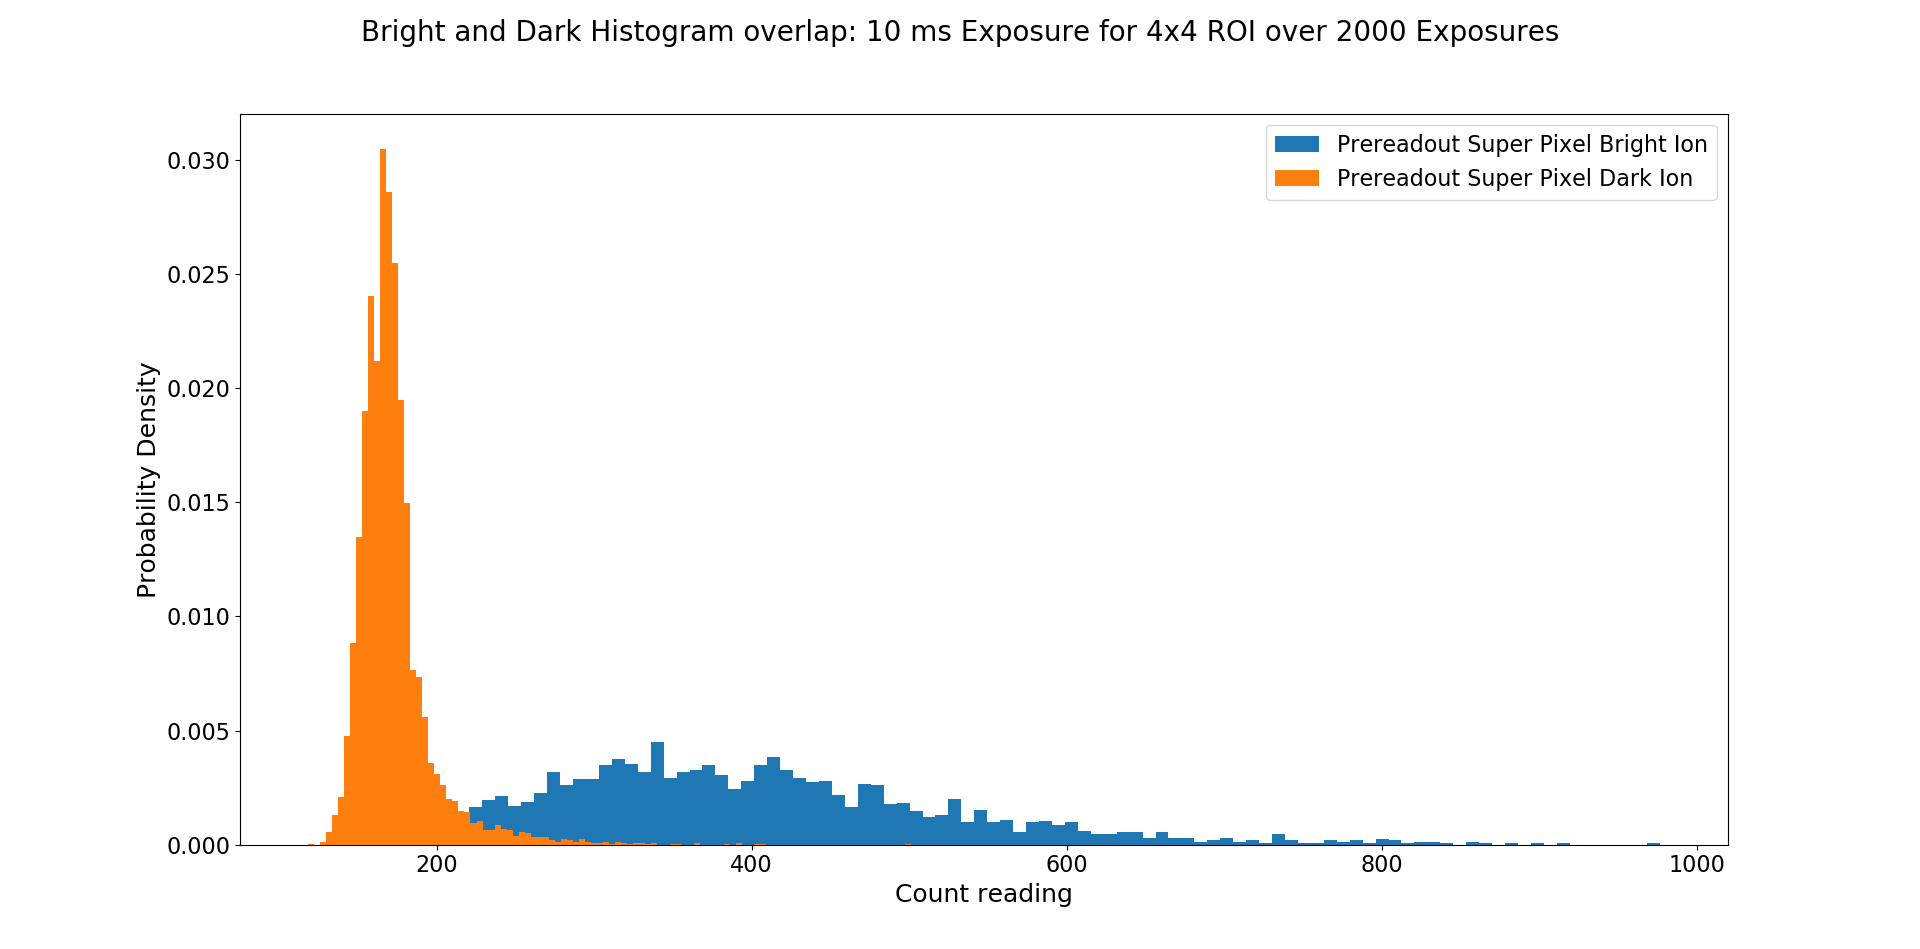 Bright and Dark Histogram overlap: 10 ms Exposure for 4x4 ROI over 2000 Exposures
Prereadout Super Pixel Bright Ion
Prereadout Super Pixel Dark Ion
Probability Density
0.030
0.025
0.020
0.015
0.010
0.005
0.000
200 400 600 800 1000
Count reading